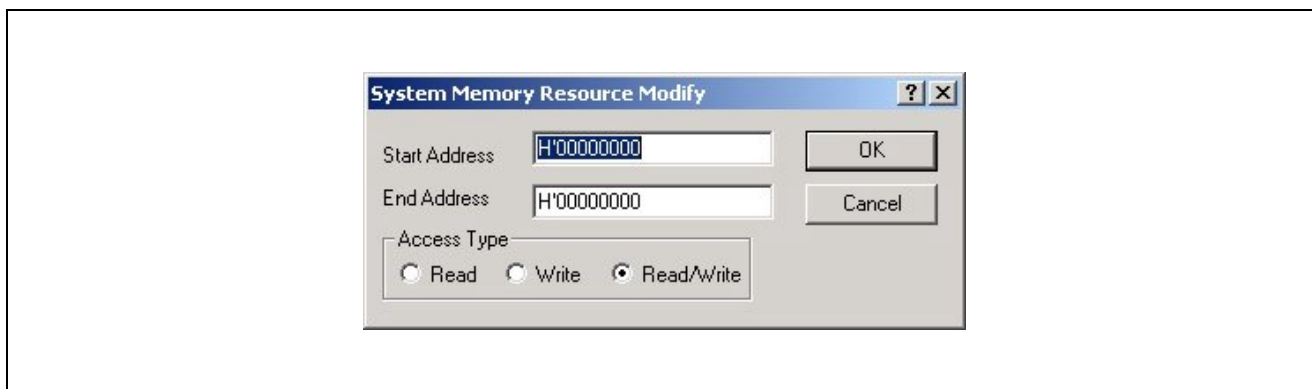 System Memory Resource Modify
Start Address H'00000000 OK
End Address H'00000000 Cancel
Access Type
Read Write Read/Write